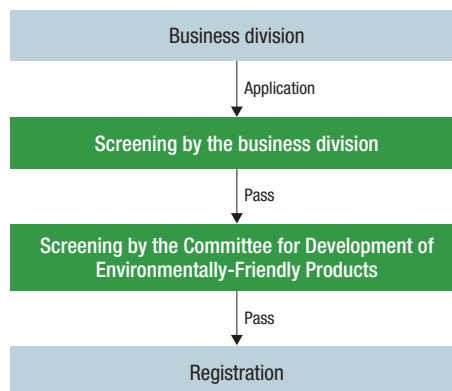 Business division
Application
Screening by the business division
Pass
Screening by the Committee for Development of
Environmentally-Friendly Products
Pass
Registration